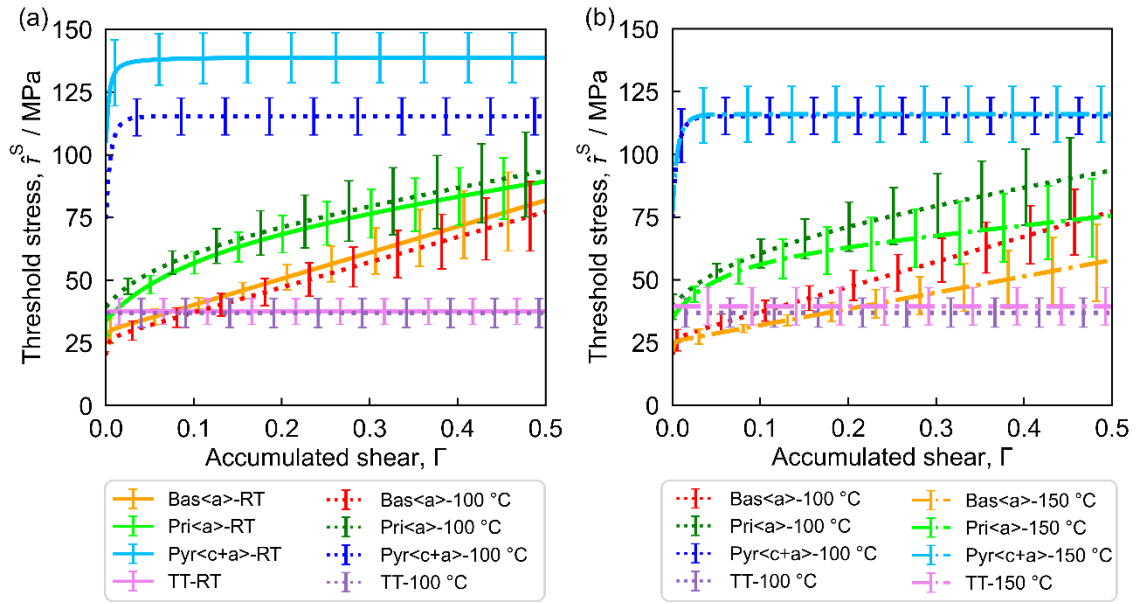 (a)
150
125
100
75
50
25
0
Threshold stress, τ̂ˢ / MPa
0.0 0.1 0.2 0.3 0.4 0.5
Accumulated shear, Γ
Bas<a>-RT Bas<a>-100 °C
Pri<a>-RT Pri<a>-100 °C
Pyr<c+a>-RT Pyr<c+a>-100 °C
TT-RT TT-100 °C
(b)
150
125
100
75
50
25
0
Threshold stress, τ̂ˢ / MPa
0.0 0.1 0.2 0.3 0.4 0.5
Accumulated shear, Γ
Bas<a>-100 °C Bas<a>-150 °C
Pri<a>-100 °C Pri<a>-150 °C
Pyr<c+a>-100 °C Pyr<c+a>-150 °C
TT-100 °C TT-150 °C